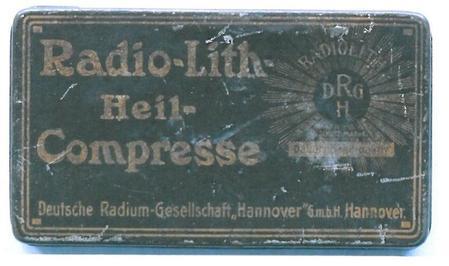 Radio-Lith-
Heil-
Compresse
RADIOLITH
DRG
H
Deutsche Radium-Gesellschaft „Hannover“ G.m.b.H. Hannover.